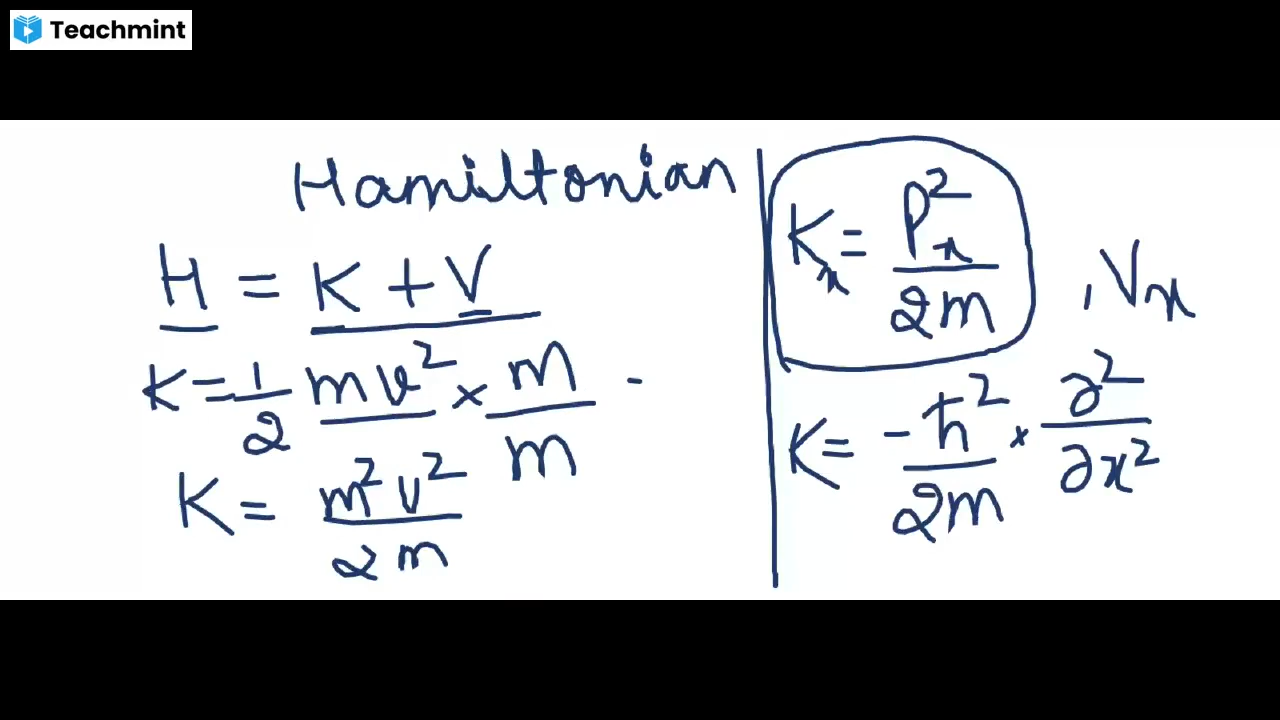 Teachmint
Hamiltonian
H = K + V
K = 1/2 mv² × m/m -
K = m²v²/2m
Kₓ = Pₓ²/2m , Vₓ
K = -ħ²/2m × ∂²/∂x²